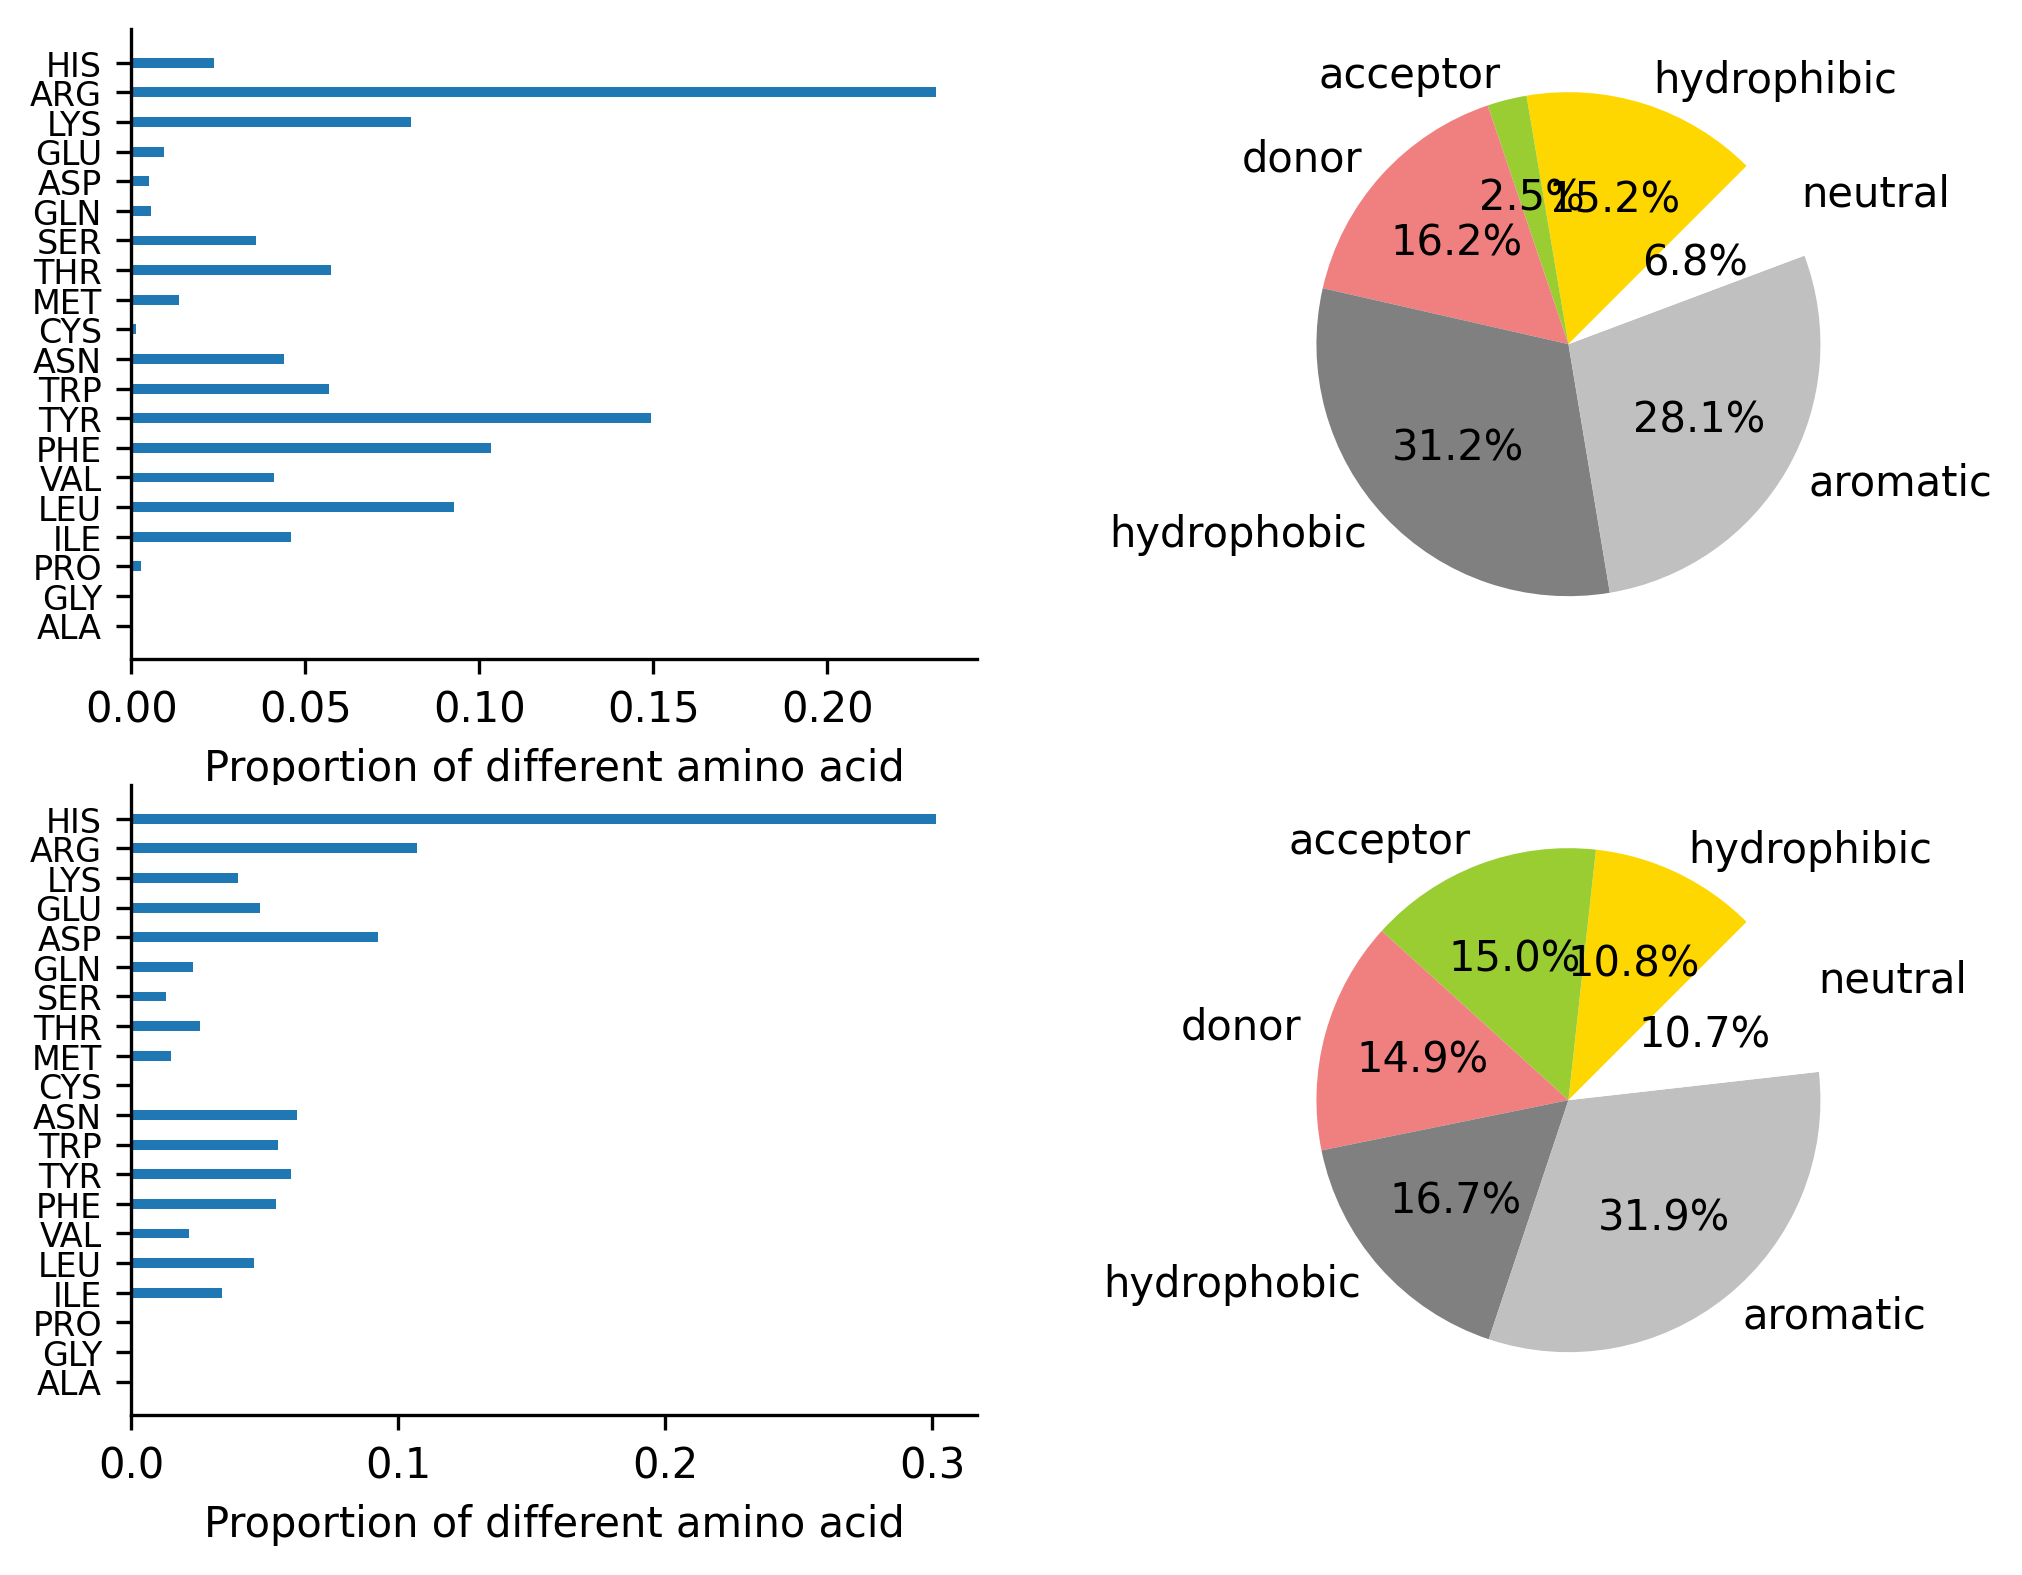 HIS
ARG
LYS
GLU
ASP
GLN
SER
THR
MET
CYS
ASN
TRP
TYR
PHE
VAL
LEU
ILE
PRO
GLY
ALA
0.00 0.05 0.10 0.15 0.20
Proportion of different amino acid
acceptor
hydrophibic
donor
neutral
2.5%
15.2%
16.2%
6.8%
31.2%
28.1%
hydrophobic
aromatic
HIS
ARG
LYS
GLU
ASP
GLN
SER
THR
MET
CYS
ASN
TRP
TYR
PHE
VAL
LEU
ILE
PRO
GLY
ALA
0.0 0.1 0.2 0.3
Proportion of different amino acid
acceptor
hydrophibic
neutral
donor
15.0%
10.8%
10.7%
14.9%
16.7%
31.9%
hydrophobic
aromatic